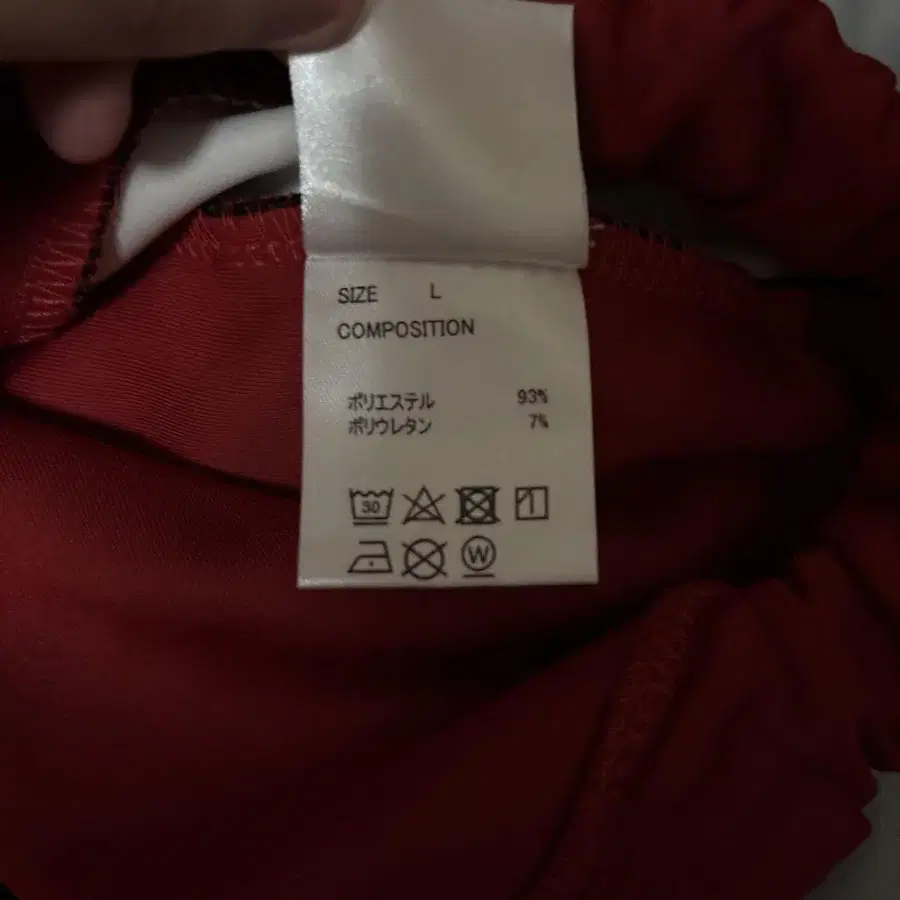 SIZE L
COMPOSITION
ポリエステル 93%
ポリウレタン 7%
30
W